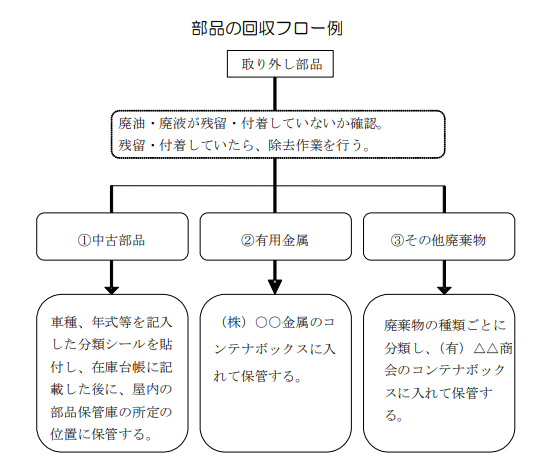 部品の回収フロー例
取り外し部品
廃油・廃液が残留・付着していないか確認。
残留・付着していたら、除去作業を行う。
①中古部品
②有用金属
③その他廃棄物
車種、年式等を記入
した分類シールを貼
付し、在庫台帳に記
載した後に、屋内の
部品保管庫の所定の
位置に保管する。
（株）○○金属のコ
ンテナボックスに入
れて保管する。
廃棄物の種類ごとに
分類し、（有）△△商
会のコンテナボック
スに入れて保管す
る。